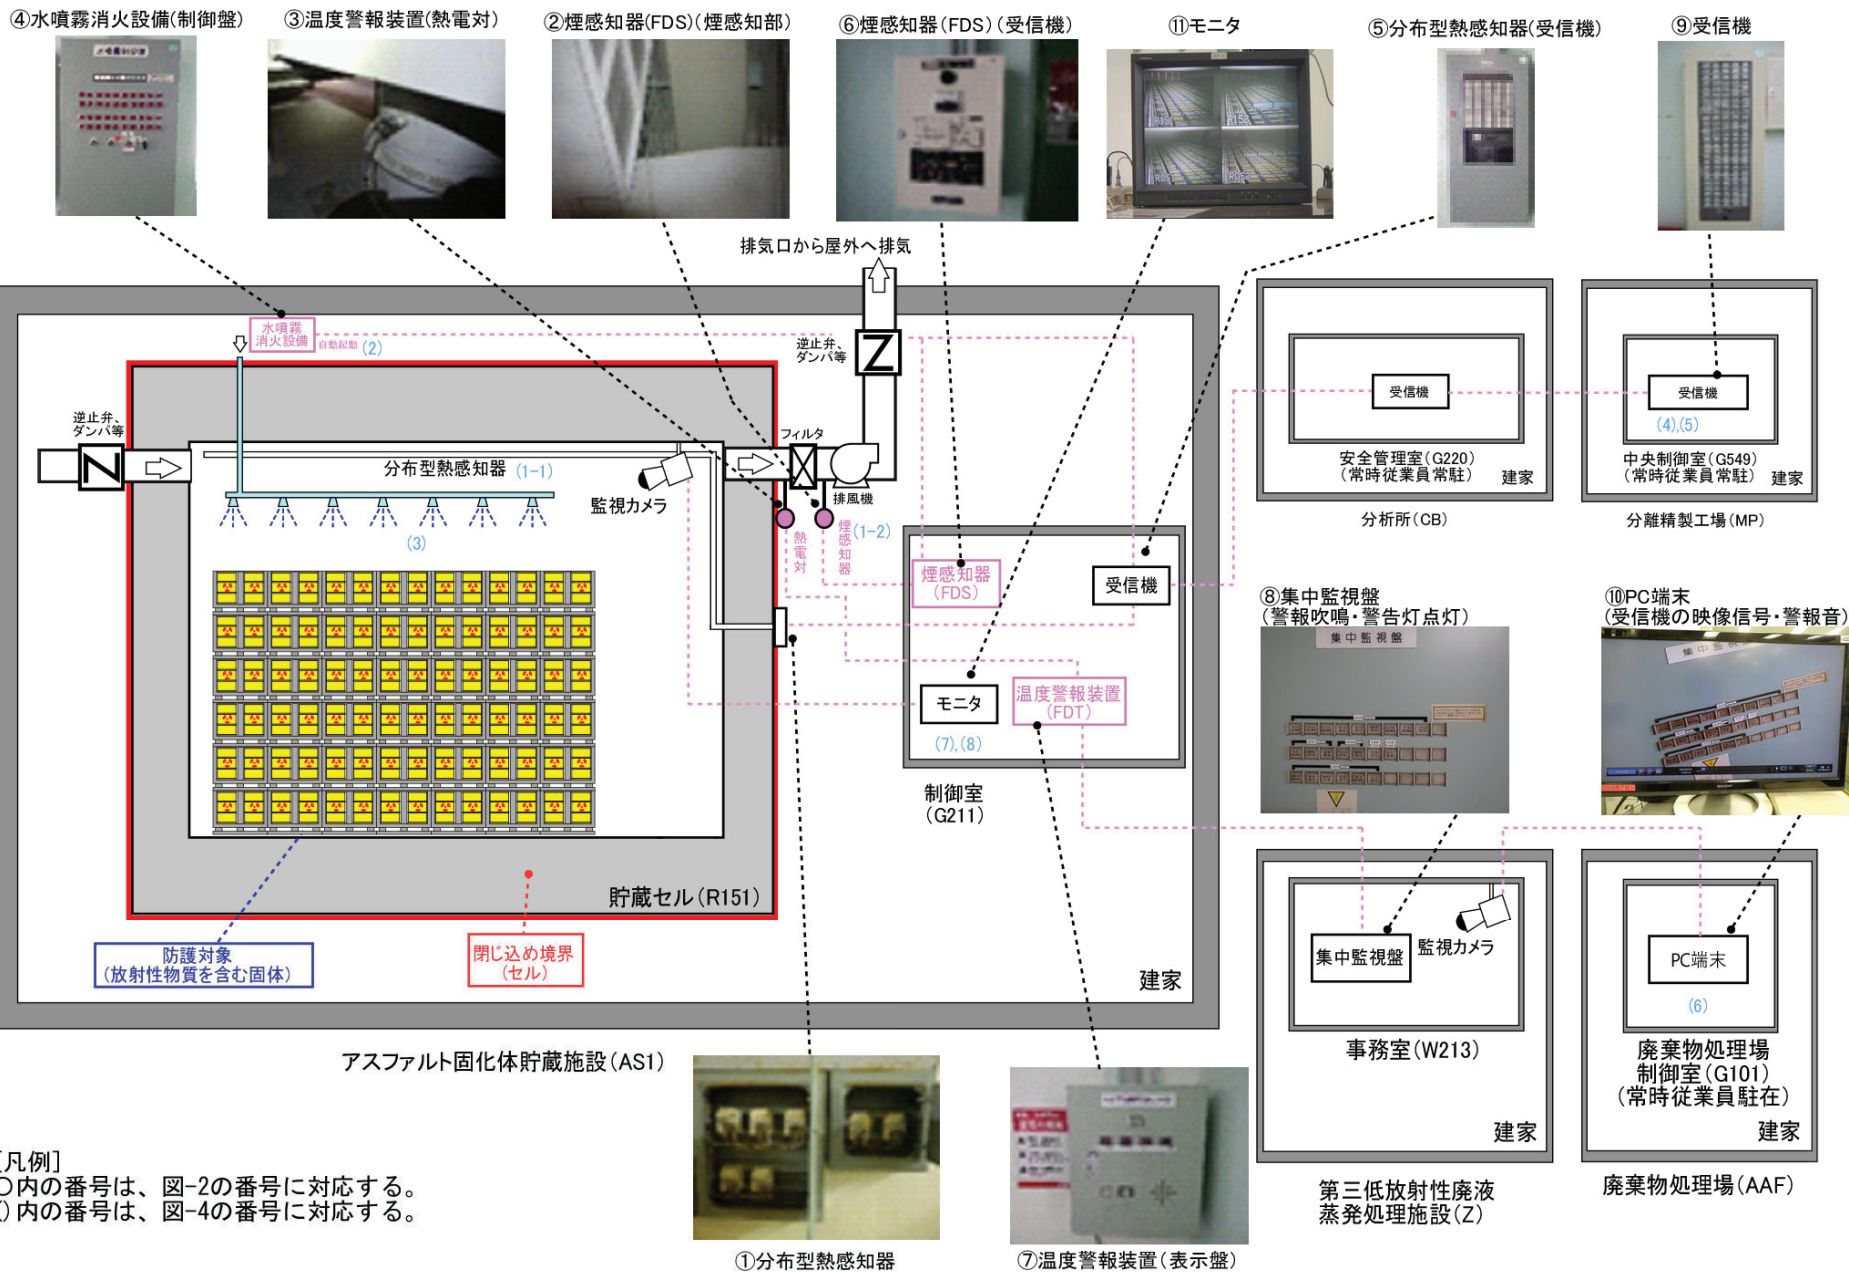 ④水噴霧消火設備(制御盤)
③温度警報装置(熱電対)
②煙感知器(FDS)(煙感知部)
⑥煙感知器(FDS)(受信機)
⑪モニタ
⑤分布型熱感知器(受信機)
⑨受信機
排気口から屋外へ排気
水噴霧
消火設備
自動起動 (2)
逆止弁、
ダンパ等
逆止弁、
ダンパ等
フィルタ
排風機
分布型熱感知器 (1-1)
監視カメラ
(3)
熱電対
煙感知器
(1-2)
煙感知器
(FDS)
受信機
モニタ
(7),(8)
温度警報装置
(FDT)
制御室
(G211)
貯蔵セル(R151)
防護対象
(放射性物質を含む固体)
閉じ込め境界
(セル)
建家
アスファルト固化体貯蔵施設(AS1)
受信機
安全管理室(G220)
(常時従業員常駐)
建家
分析所(CB)
受信機
(4),(5)
中央制御室(G549)
(常時従業員常駐)
建家
分離精製工場(MP)
⑧集中監視盤
(警報吹鳴・警告灯点灯)
集中監視盤
⑩PC端末
(受信機の映像信号・警報音)
集中監視盤
監視カメラ
事務室(W213)
建家
第三低放射性廃液
蒸発処理施設(Z)
PC端末
(6)
廃棄物処理場
制御室(G101)
(常時従業員駐在)
建家
廃棄物処理場(AAF)
①分布型熱感知器
⑦温度警報装置(表示盤)
[凡例]
○内の番号は、図-2の番号に対応する。
()内の番号は、図-4の番号に対応する。